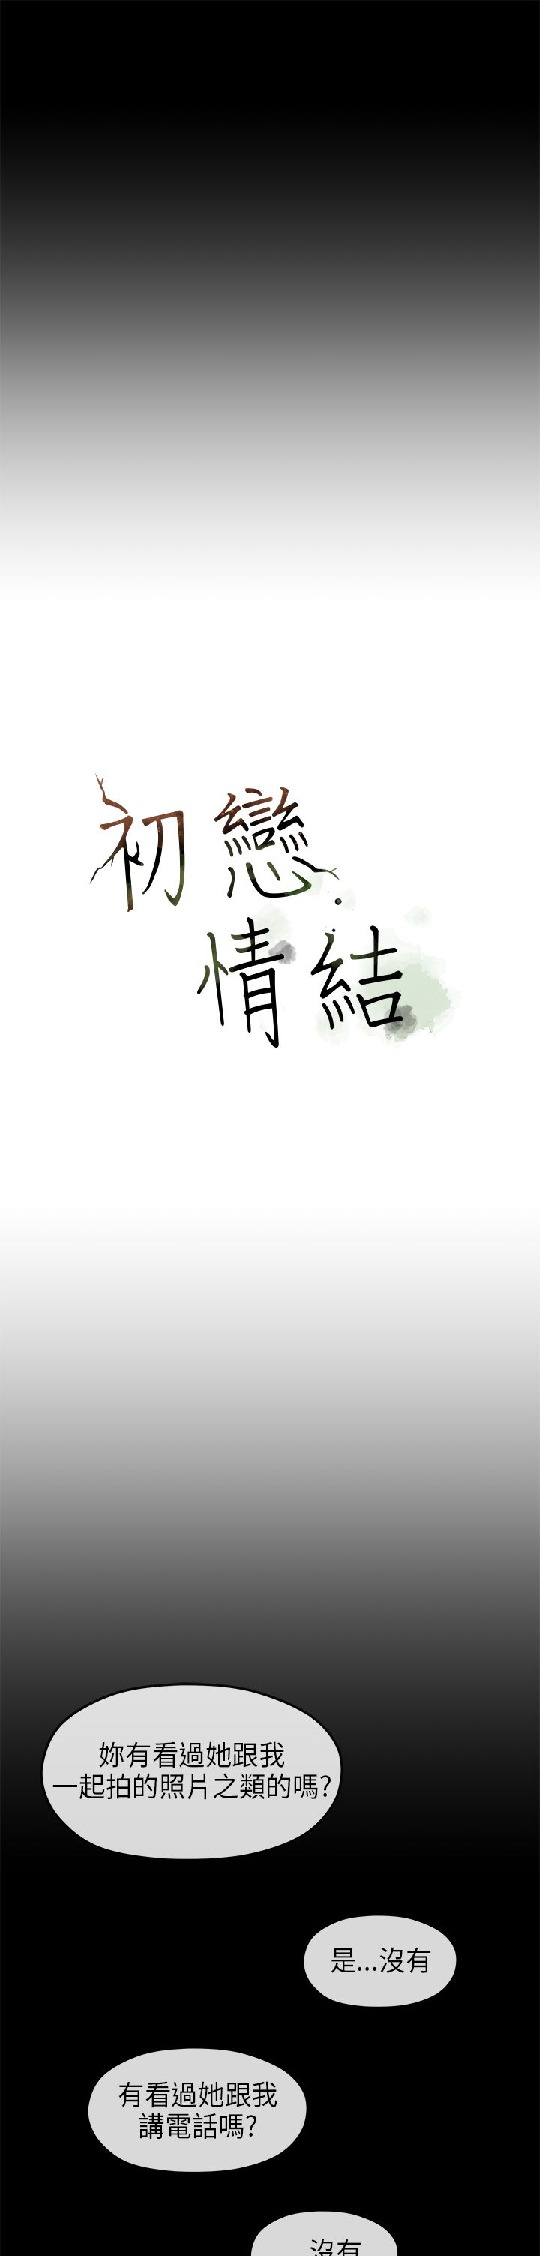 初戀.
情結
妳有看過她跟我
一起拍的照片之類的嗎?
是...沒有
有看過她跟我
講電話嗎?
沒有